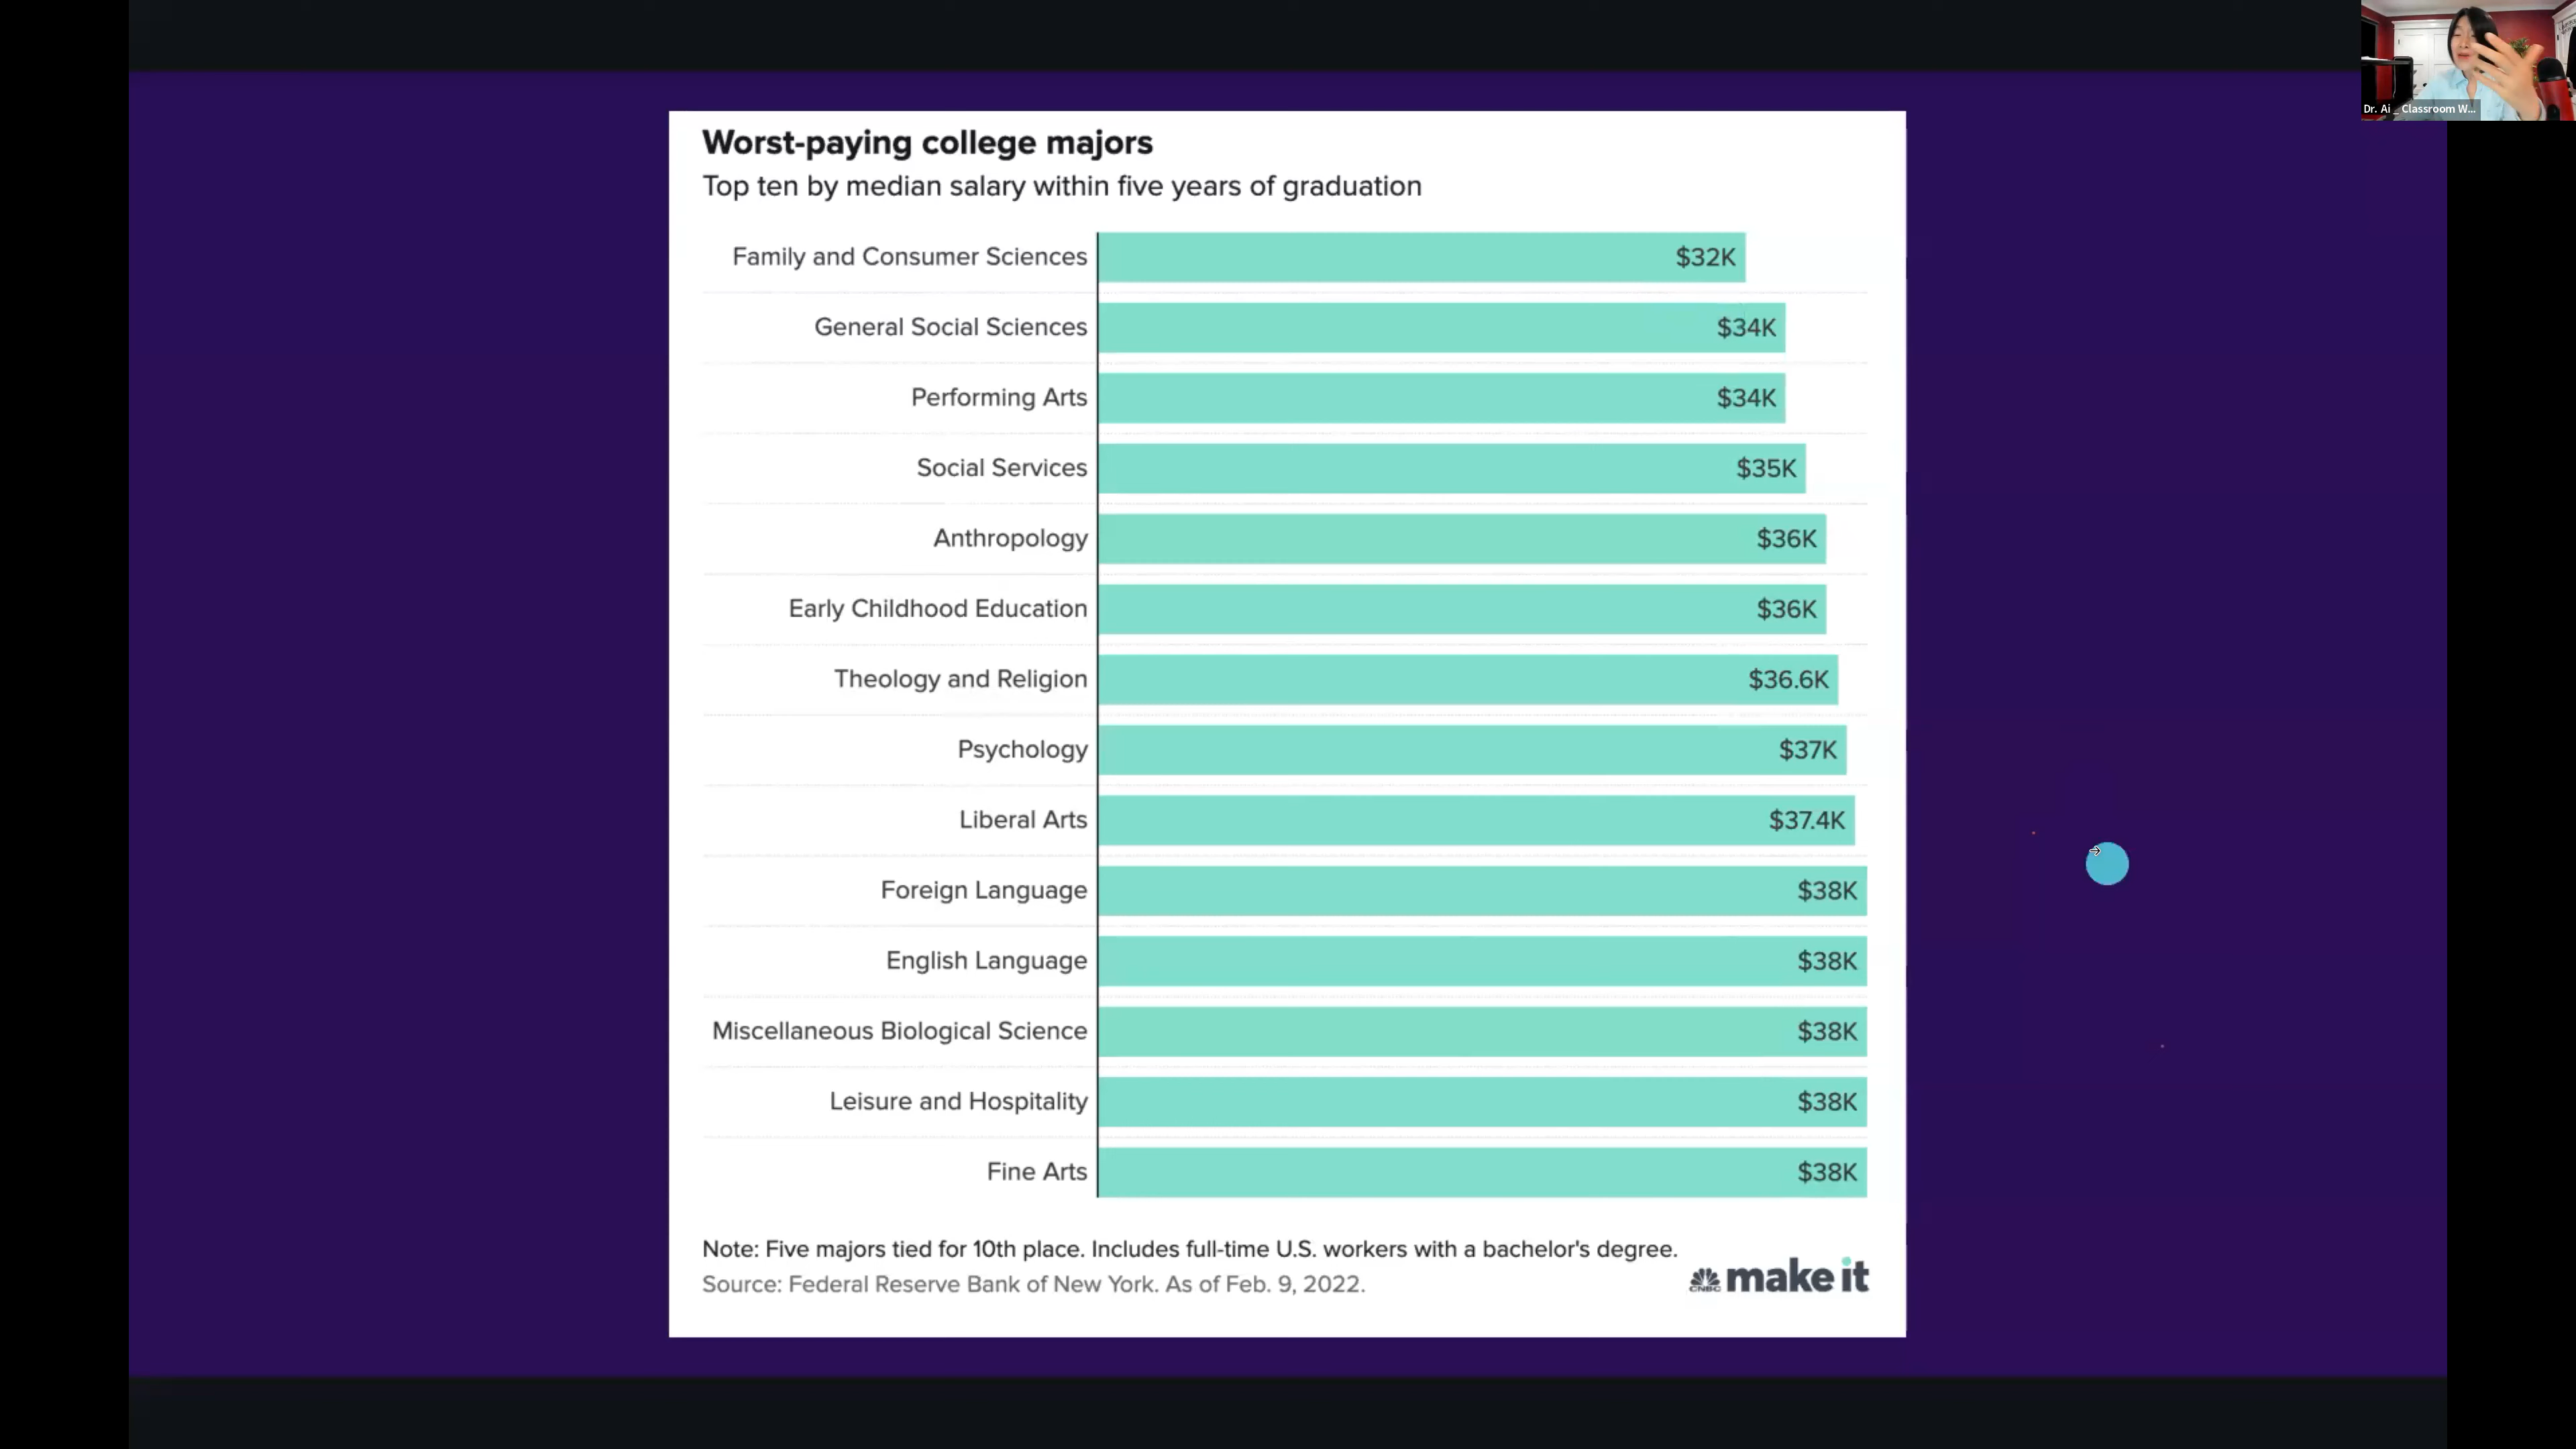 Dr. Ai _ Classroom W...
Worst-paying college majors
Top ten by median salary within five years of graduation
Family and Consumer Sciences $32K
General Social Sciences $34K
Performing Arts $34K
Social Services $35K
Anthropology $36K
Early Childhood Education $36K
Theology and Religion $36.6K
Psychology $37K
Liberal Arts $37.4K
Foreign Language $38K
English Language $38K
Miscellaneous Biological Science $38K
Leisure and Hospitality $38K
Fine Arts $38K
Note: Five majors tied for 10th place. Includes full-time U.S. workers with a bachelor's degree.
Source: Federal Reserve Bank of New York. As of Feb. 9, 2022.
CNBC make it